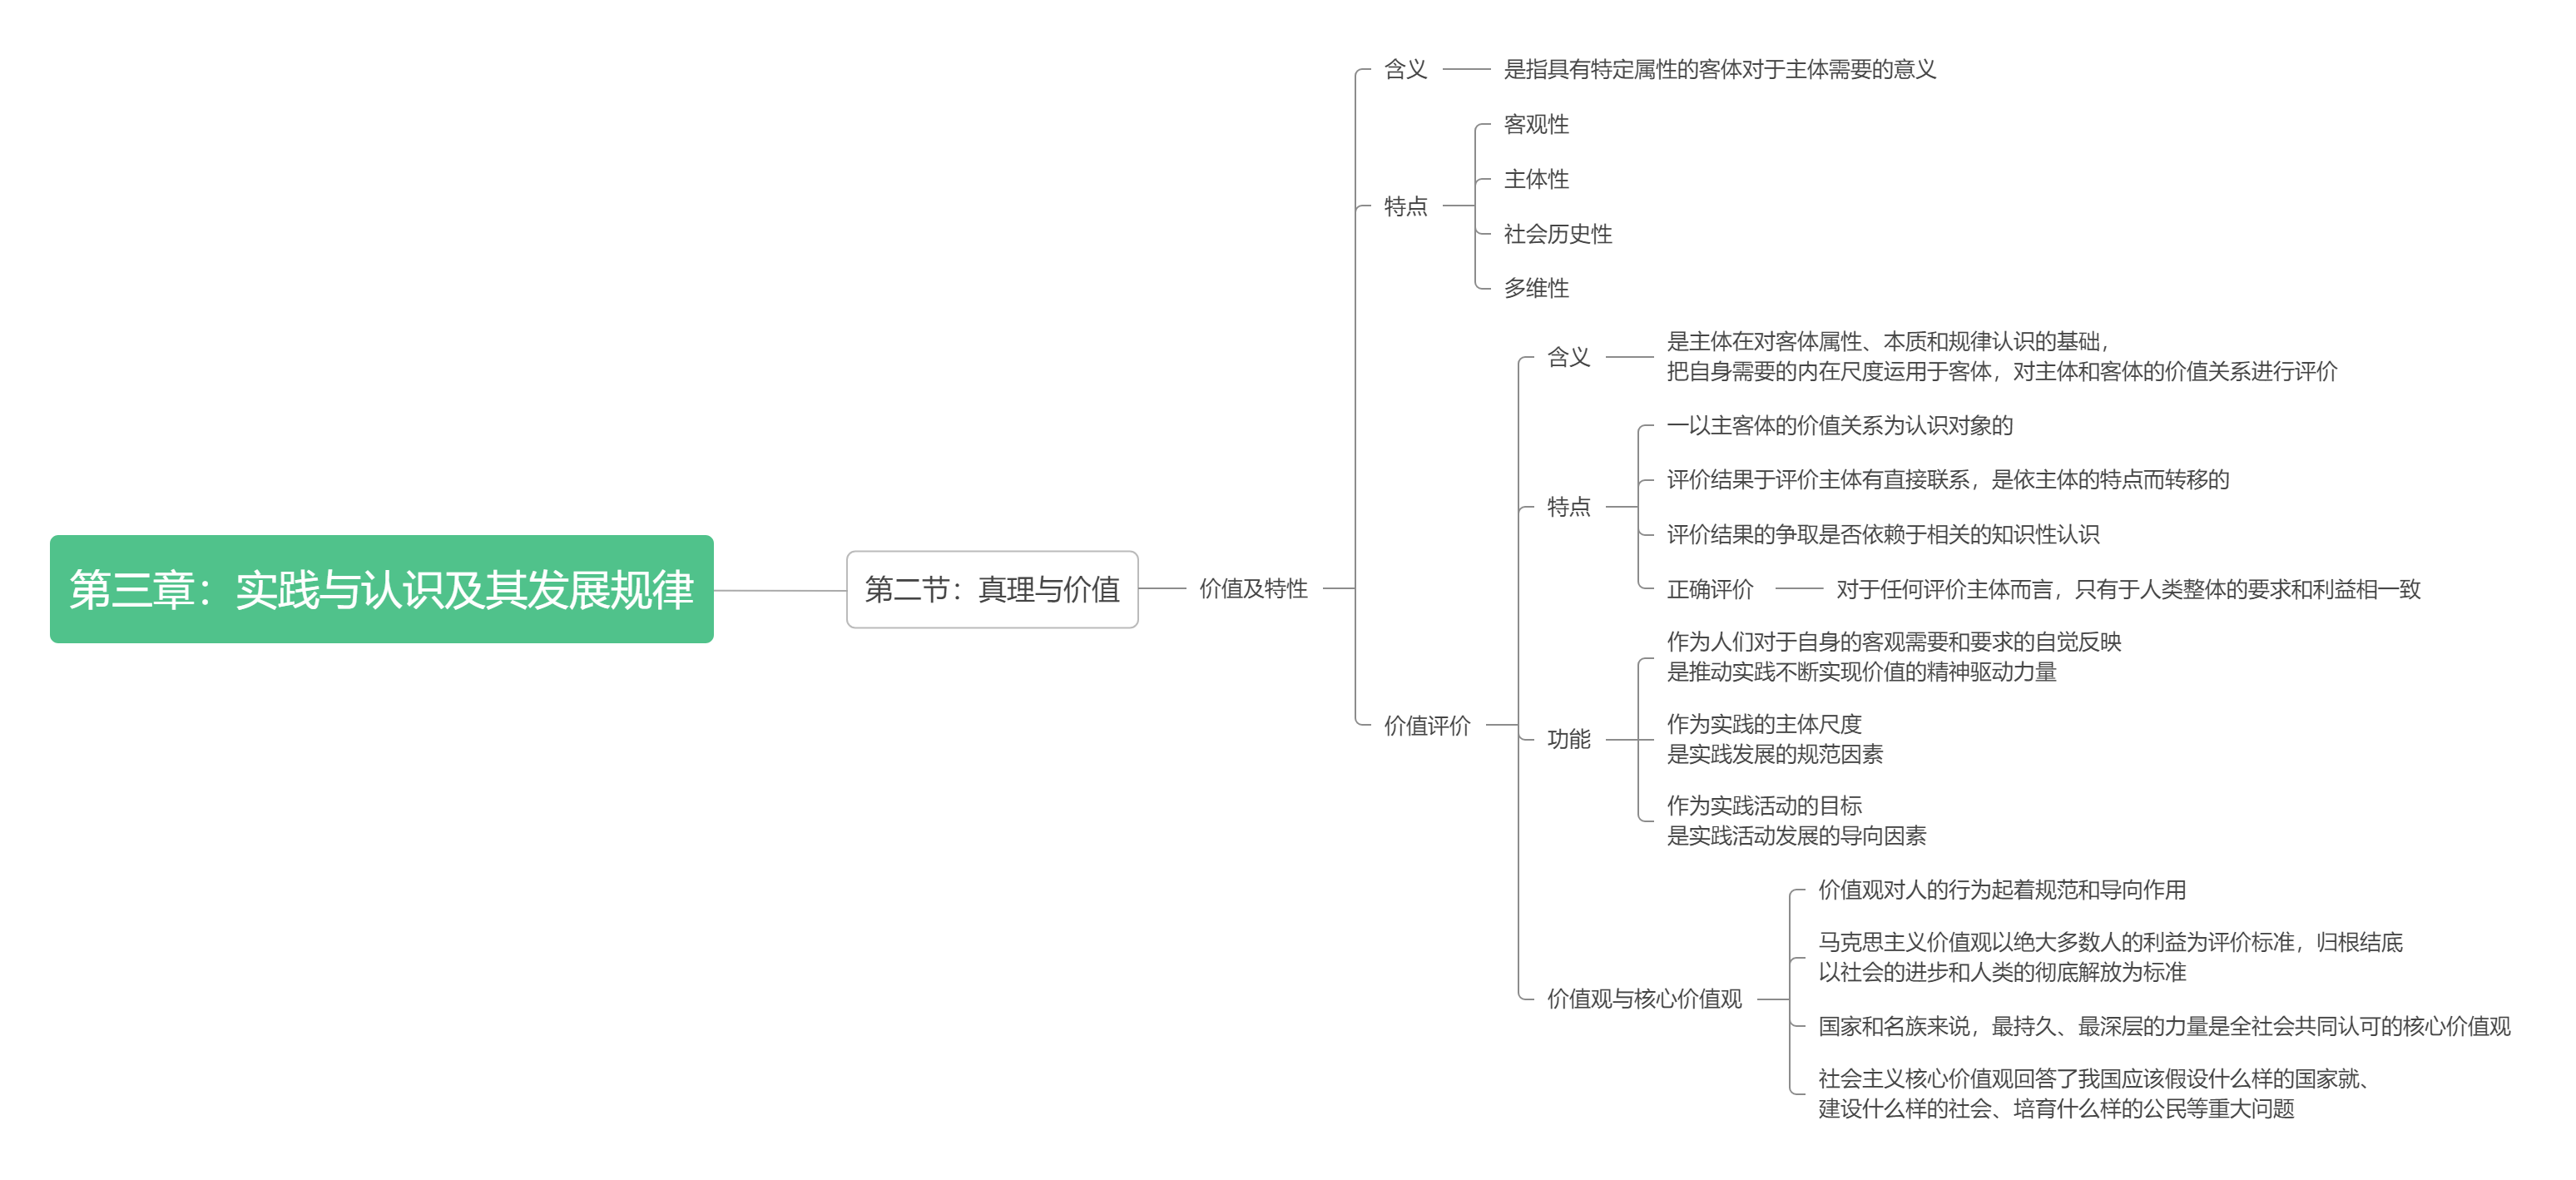 第三章：实践与认识及其发展规律
第二节：真理与价值
价值及特性
含义
是指具有特定属性的客体对于主体需要的意义
特点
客观性
主体性
社会历史性
多维性
价值评价
含义
是主体在对客体属性、本质和规律认识的基础，
把自身需要的内在尺度运用于客体，对主体和客体的价值关系进行评价
特点
一以主客体的价值关系为认识对象的
评价结果于评价主体有直接联系，是依主体的特点而转移的
评价结果的争取是否依赖于相关的知识性认识
正确评价
对于任何评价主体而言，只有于人类整体的要求和利益相一致
功能
作为人们对于自身的客观需要和要求的自觉反映
是推动实践不断实现价值的精神驱动力量
作为实践的主体尺度
是实践发展的规范因素
作为实践活动的目标
是实践活动发展的导向因素
价值观与核心价值观
价值观对人的行为起着规范和导向作用
马克思主义价值观以绝大多数人的利益为评价标准，归根结底
以社会的进步和人类的彻底解放为标准
国家和名族来说，最持久、最深层的力量是全社会共同认可的核心价值观
社会主义核心价值观回答了我国应该假设什么样的国家就、
建设什么样的社会、培育什么样的公民等重大问题